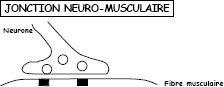 JONCTION NEURO-MUSCULAIRE
Neurone
Fibre musculaire